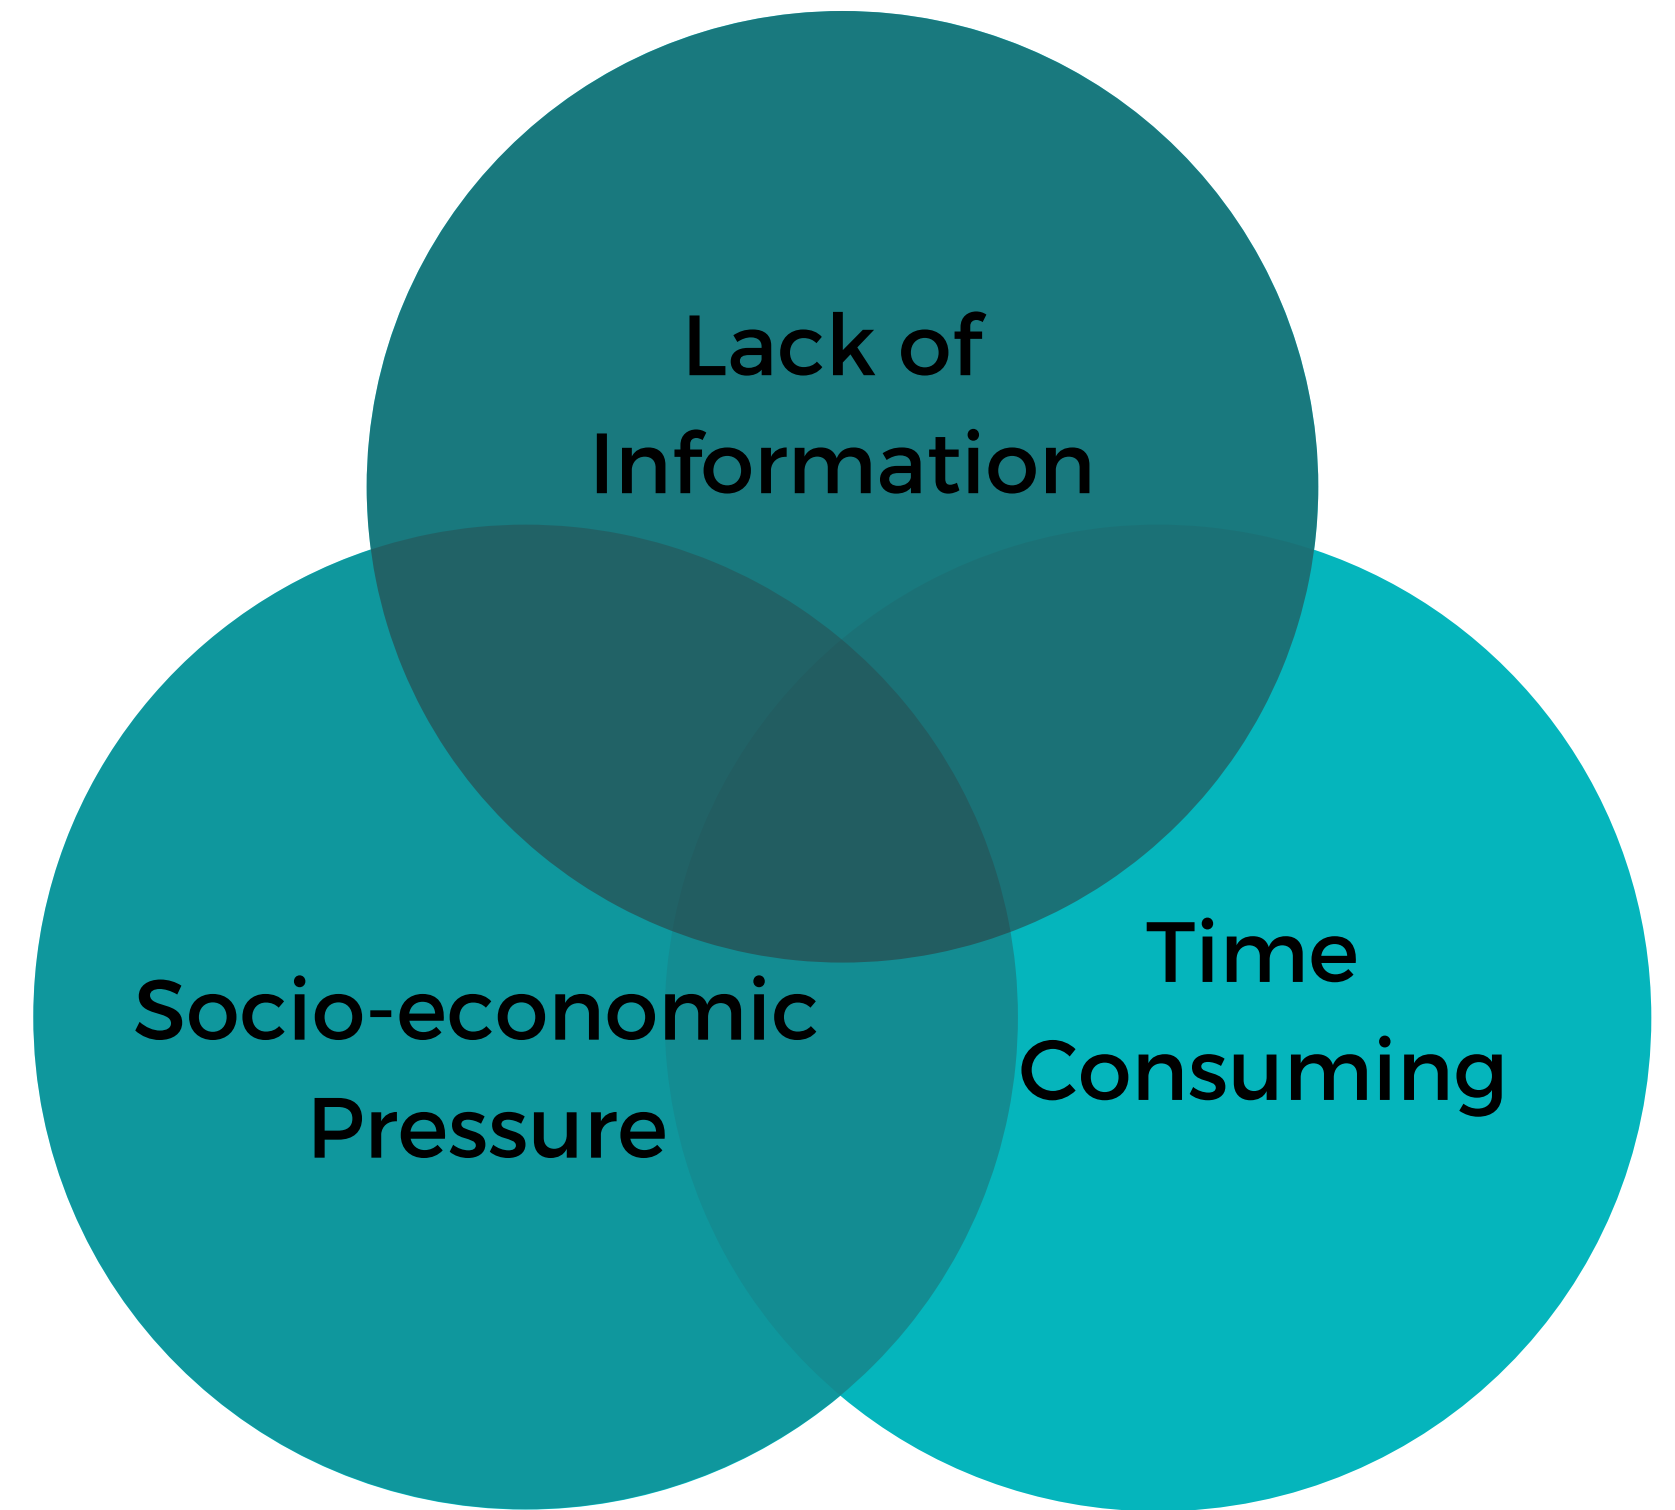 Lack of
Information
Socio-economic
Pressure
Time
Consuming